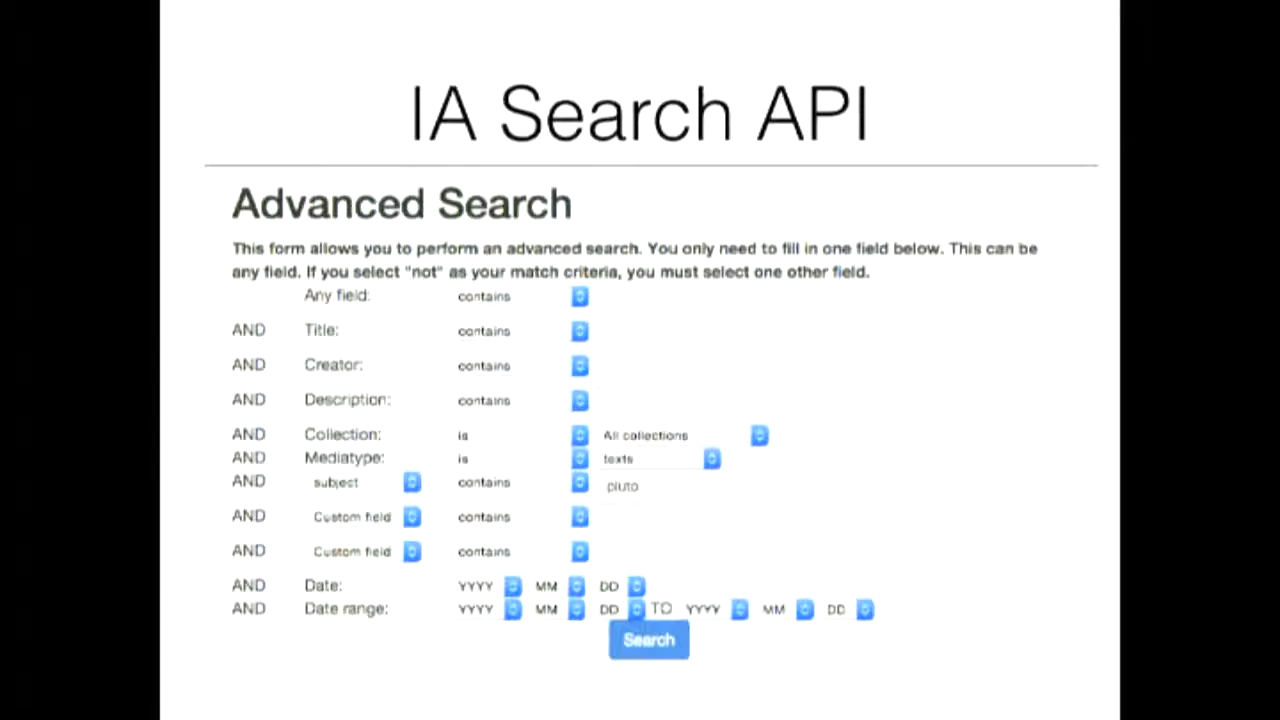 IA Search API
Advanced Search
This form allows you to perform an advanced search. You only need to fill in one field below. This can be
any field. If you select "not" as your match criteria, you must select one other field.
Any field: contains
AND Title: contains
AND Creator: contains
AND Description: contains
AND Collection: is All collections
AND Mediatype: is texts
AND subject contains pluto
AND Custom field contains
AND Custom field contains
AND Date: YYYY MM DD
AND Date range: YYYY MM DD TO YYYY MM DD
Search